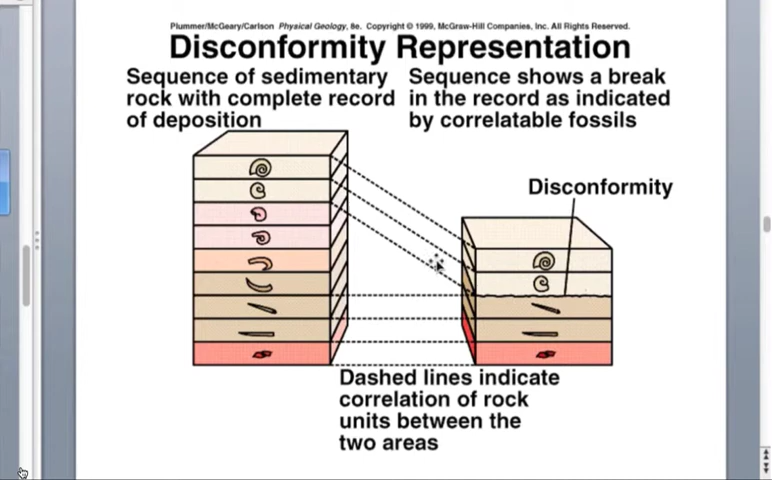 Plummer/McGeary/Carlson Physical Geology, 8e. Copyright © 1999, McGraw-Hill Companies, Inc. All Rights Reserved.
Disconformity Representation
Sequence of sedimentary
rock with complete record
of deposition
Sequence shows a break
in the record as indicated
by correlatable fossils
Disconformity
Dashed lines indicate
correlation of rock
units between the
two areas